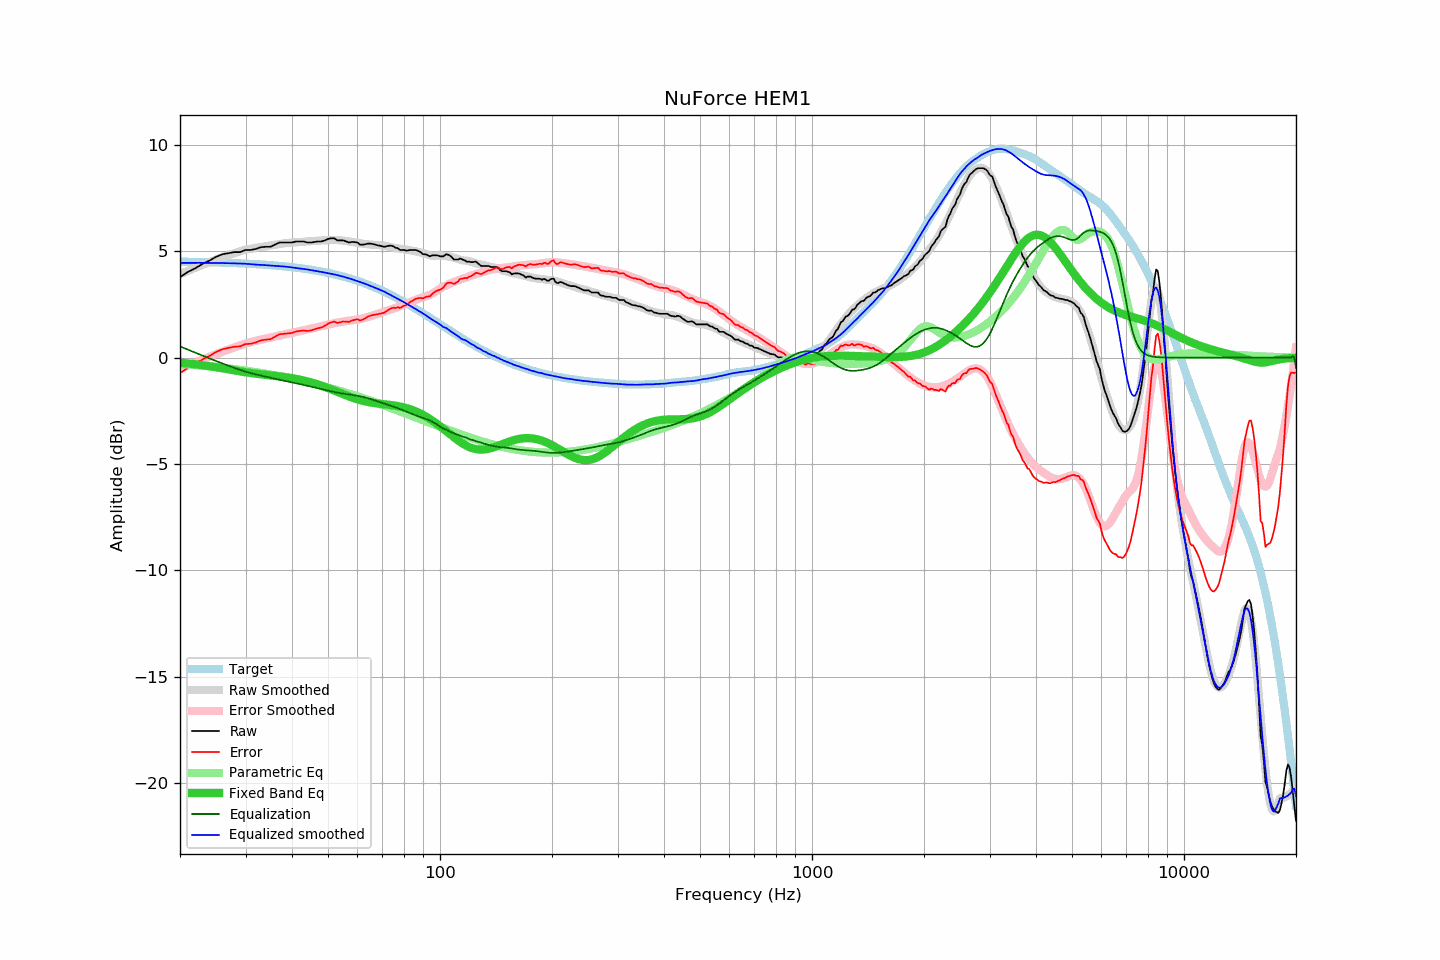 NuForce HEM1
10
5
0
−5
−10
−15
−20
Amplitude (dBr)
Target
Raw Smoothed
Error Smoothed
Raw
Error
Parametric Eq
Fixed Band Eq
Equalization
Equalized smoothed
100
1000
10000
Frequency (Hz)